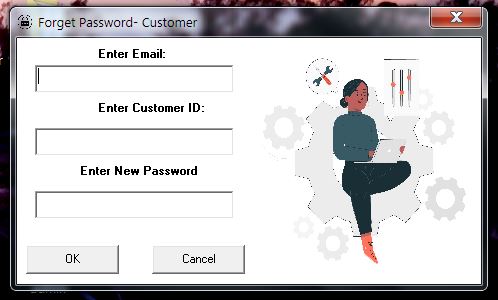 Forget Password- Customer
Enter Email:
Enter Customer ID:
Enter New Password
OK
Cancel